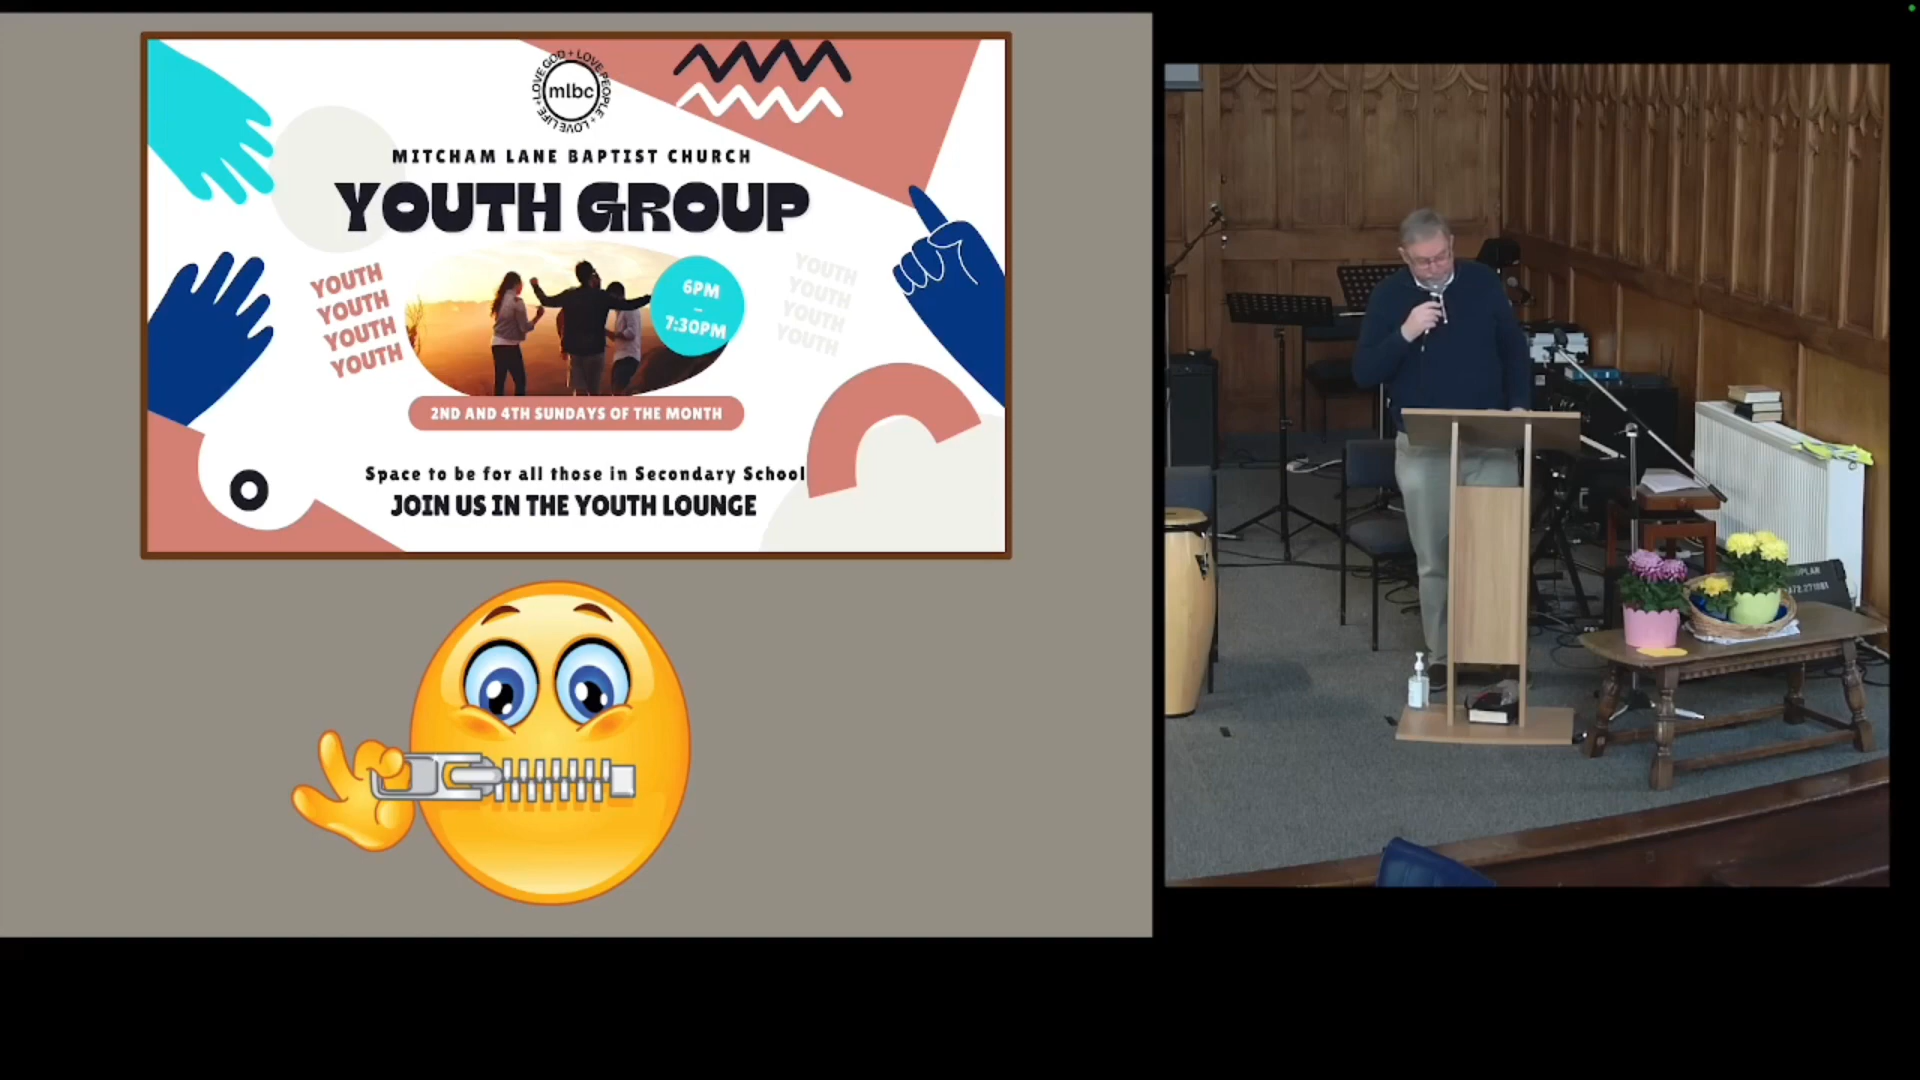 LOVE GOD + LOVE PEOPLE + LOVE LIFE +
mlbc
MITCHAM LANE BAPTIST CHURCH
YOUTH GROUP
YOUTH
YOUTH
YOUTH
YOUTH
6PM
–
7:30PM
YOUTH
YOUTH
YOUTH
YOUTH
2ND AND 4TH SUNDAYS OF THE MONTH
Space to be for all those in Secondary School
JOIN US IN THE YOUTH LOUNGE